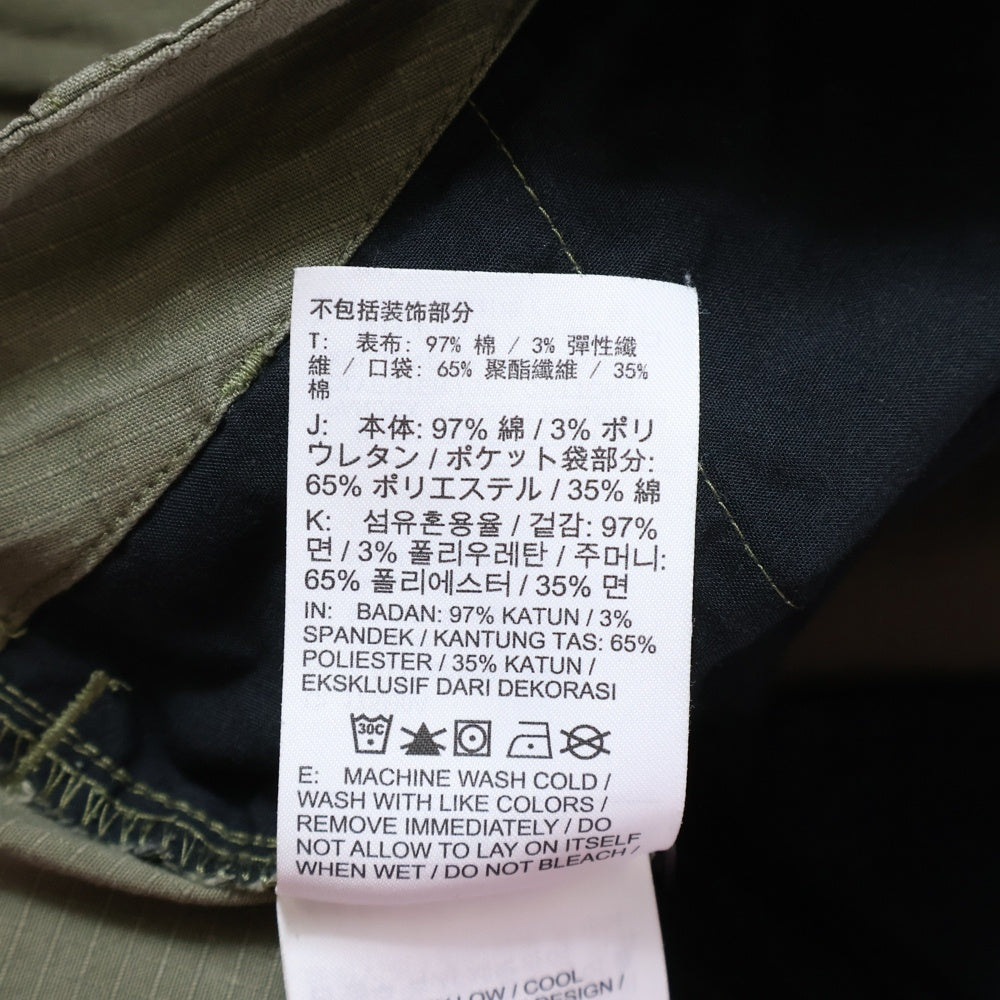 不包括装饰部分
T: 表布: 97% 棉 / 3% 彈性纖
維 / 口袋: 65% 聚酯纖維 / 35%
棉
J: 本体: 97% 綿 / 3% ポリ
ウレタン / ポケット袋部分:
65% ポリエステル / 35% 綿
K: 섬유혼용율 / 겉감: 97%
면 / 3% 폴리우레탄 / 주머니:
65% 폴리에스터 / 35% 면
IN: BADAN: 97% KATUN / 3%
SPANDEK / KANTUNG TAS: 65%
POLIESTER / 35% KATUN /
EKSKLUSIF DARI DEKORASI
30C
E: MACHINE WASH COLD /
WASH WITH LIKE COLORS /
REMOVE IMMEDIATELY / DO
NOT ALLOW TO LAY ON ITSELF
WHEN WET / DO NOT BLEACH /
LOW / COOL
DESIGN /